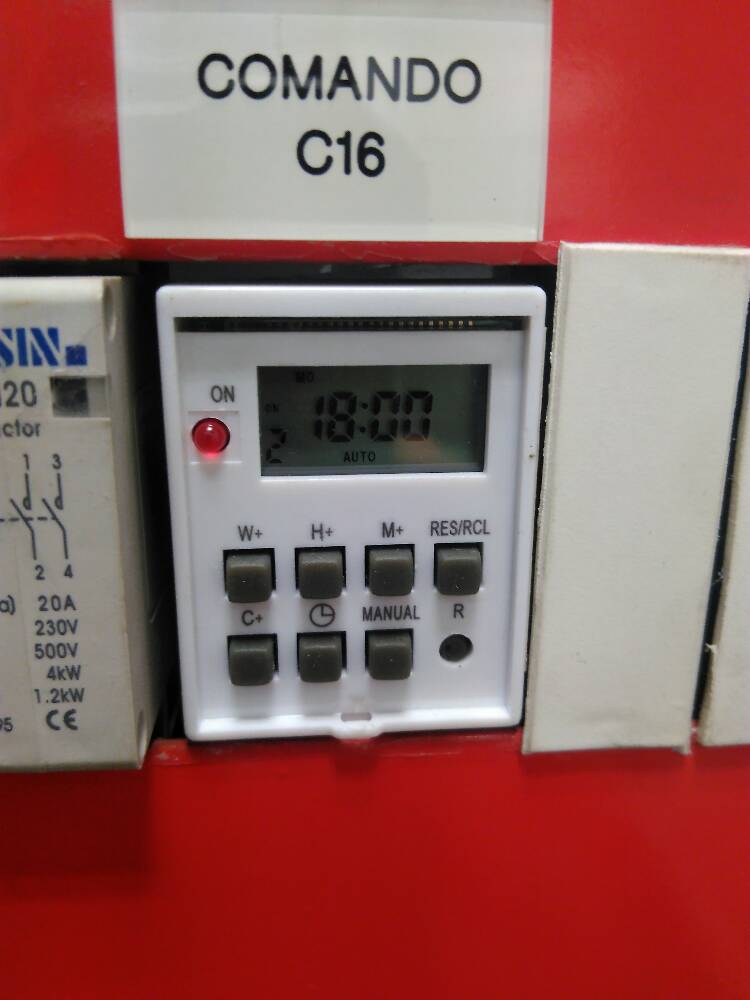 COMANDO
C16
SIN
20
ctor
1 3
2 4
a) 20A
230V
500V
4kW
1.2kW
95 CE
ON
MO
ON
18:00
2
AUTO
W+ H+ M+ RES/RCL
C+ MANUAL R